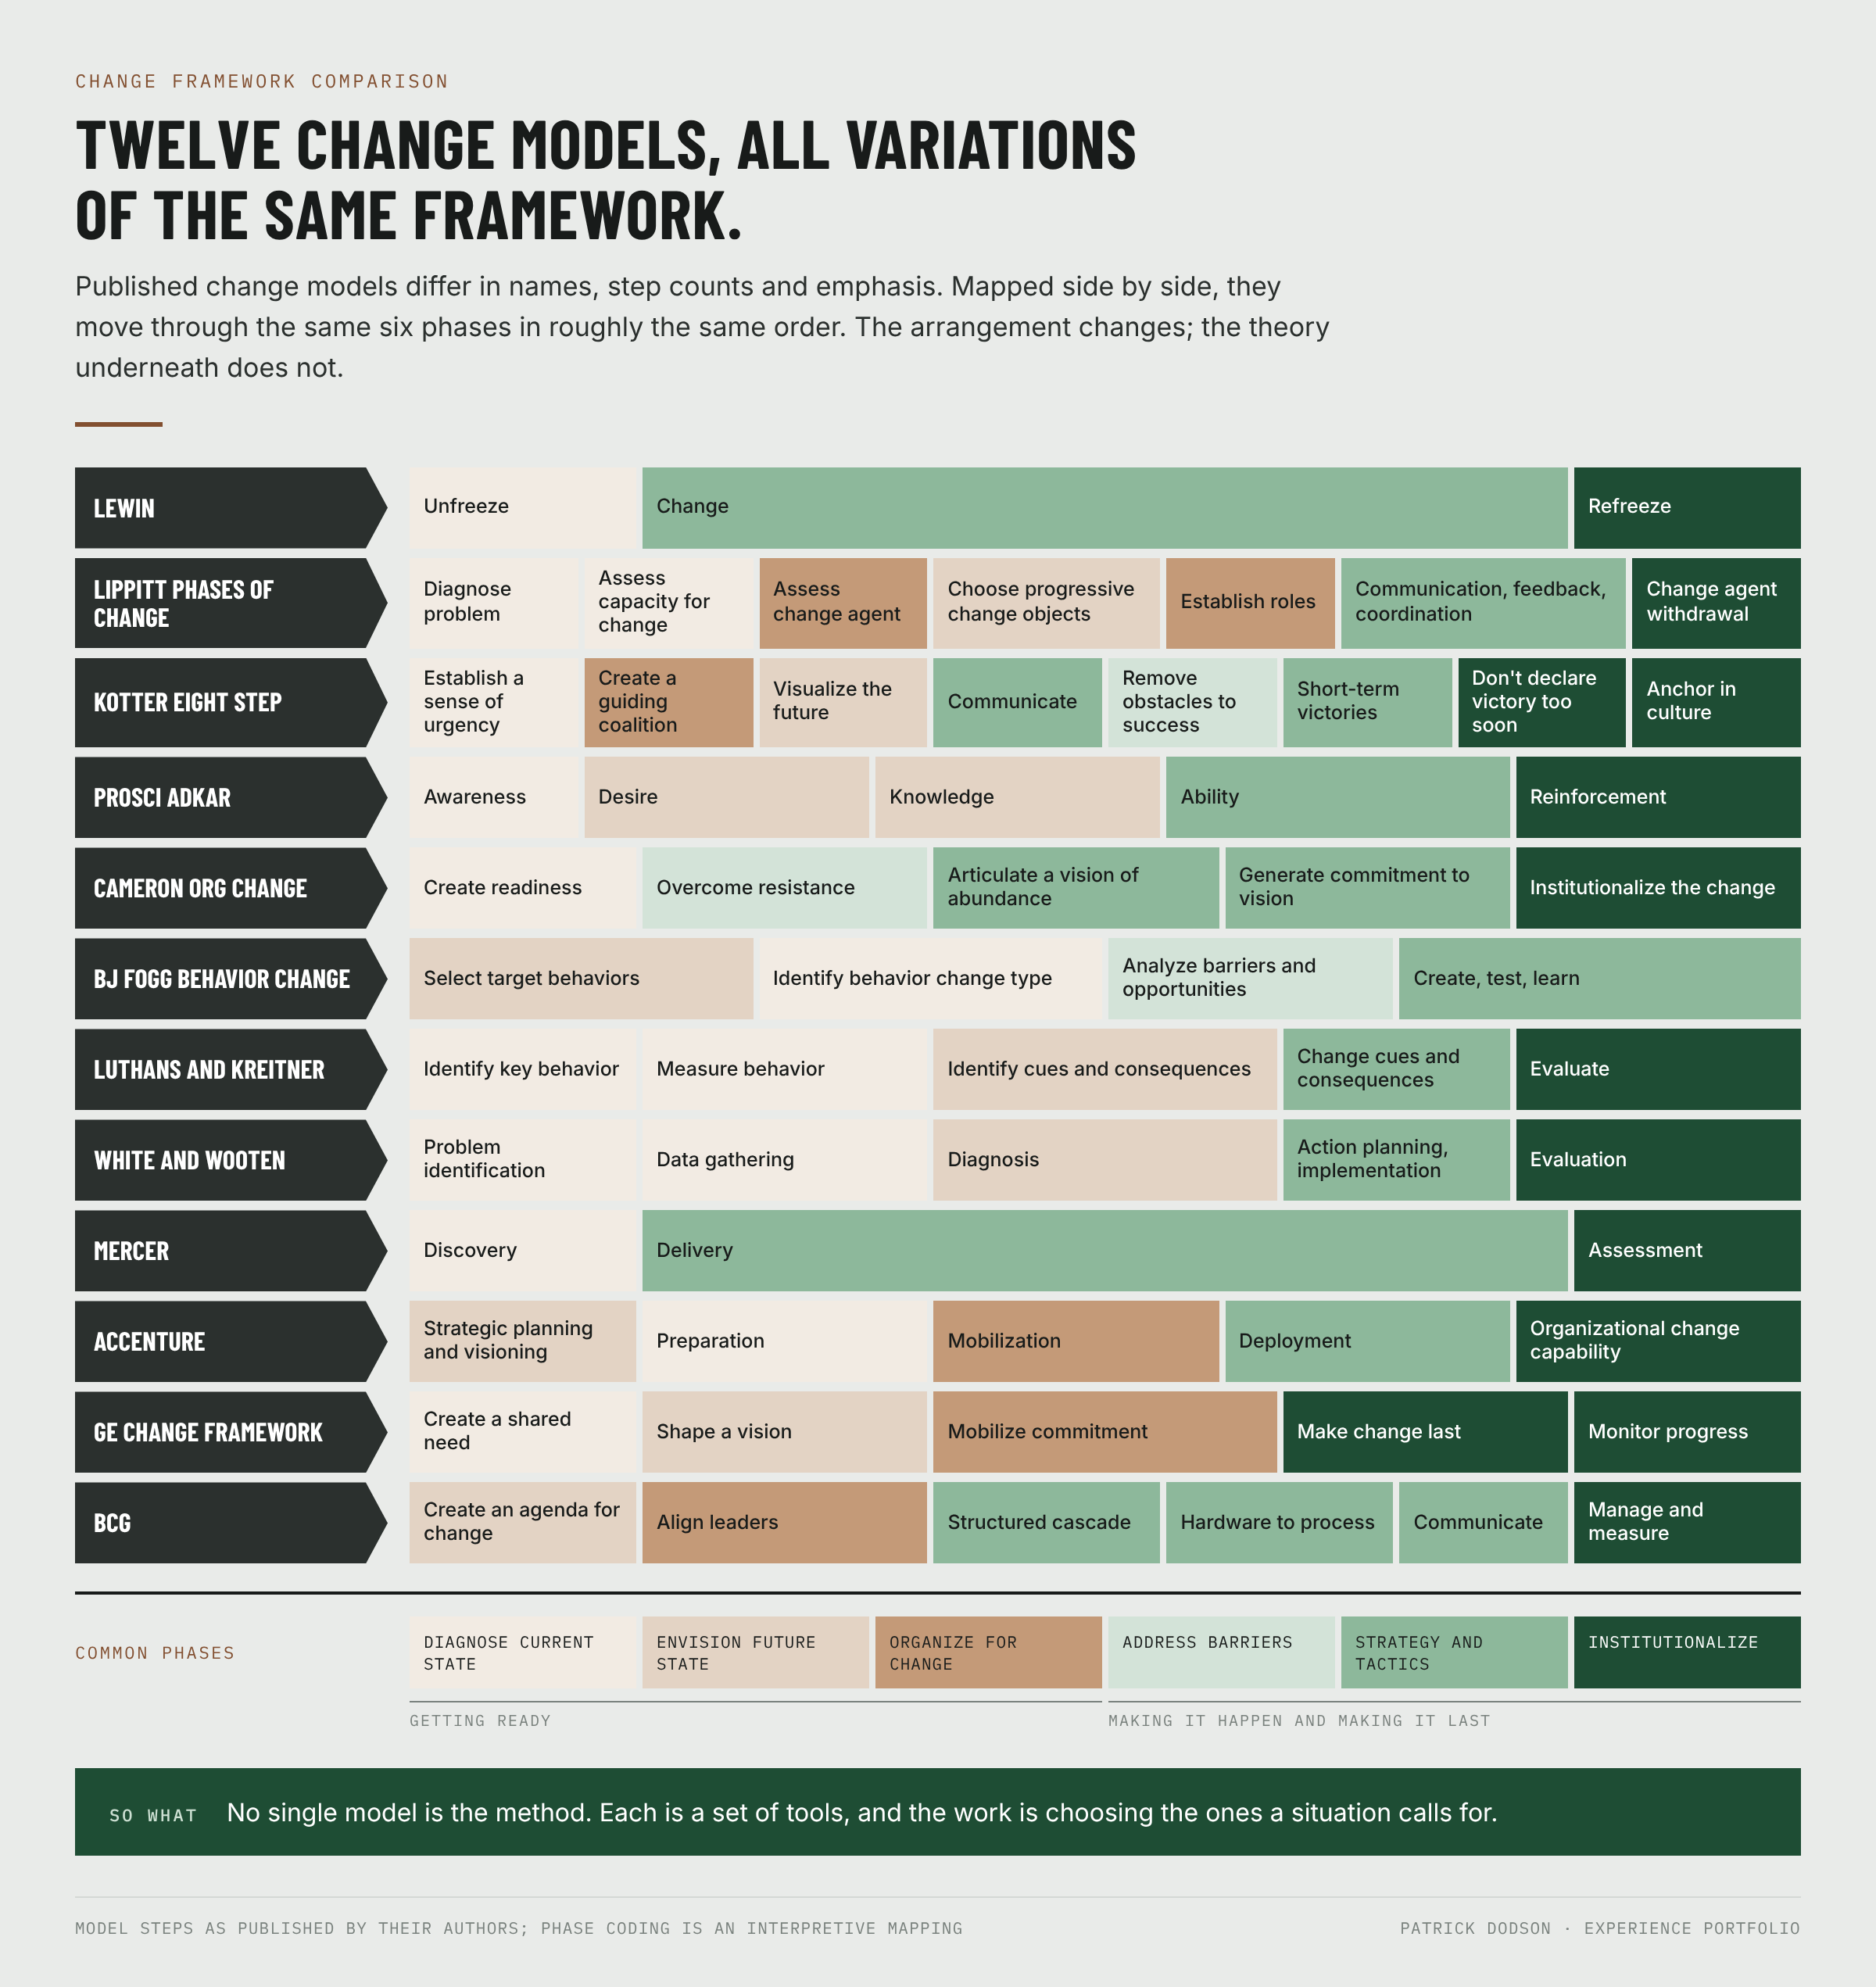 CHANGE FRAMEWORK COMPARISON
TWELVE CHANGE MODELS, ALL VARIATIONS
OF THE SAME FRAMEWORK.
Published change models differ in names, step counts and emphasis. Mapped side by side, they
move through the same six phases in roughly the same order. The arrangement changes; the theory
underneath does not.
LEWIN
Unfreeze
Change
Refreeze
LIPPITT PHASES OF
CHANGE
Diagnose
problem
Assess
capacity for
change
Assess
change agent
Choose progressive
change objects
Establish roles
Communication, feedback,
coordination
Change agent
withdrawal
KOTTER EIGHT STEP
Establish a
sense of
urgency
Create a
guiding
coalition
Visualize the
future
Communicate
Remove
obstacles to
success
Short-term
victories
Don't declare
victory too
soon
Anchor in
culture
PROSCI ADKAR
Awareness
Desire
Knowledge
Ability
Reinforcement
CAMERON ORG CHANGE
Create readiness
Overcome resistance
Articulate a vision of
abundance
Generate commitment to
vision
Institutionalize the change
BJ FOGG BEHAVIOR CHANGE
Select target behaviors
Identify behavior change type
Analyze barriers and
opportunities
Create, test, learn
LUTHANS AND KREITNER
Identify key behavior
Measure behavior
Identify cues and consequences
Change cues and
consequences
Evaluate
WHITE AND WOOTEN
Problem
identification
Data gathering
Diagnosis
Action planning,
implementation
Evaluation
MERCER
Discovery
Delivery
Assessment
ACCENTURE
Strategic planning
and visioning
Preparation
Mobilization
Deployment
Organizational change
capability
GE CHANGE FRAMEWORK
Create a shared
need
Shape a vision
Mobilize commitment
Make change last
Monitor progress
BCG
Create an agenda for
change
Align leaders
Structured cascade
Hardware to process
Communicate
Manage and
measure
COMMON PHASES
DIAGNOSE CURRENT
STATE
ENVISION FUTURE
STATE
ORGANIZE FOR
CHANGE
ADDRESS BARRIERS
STRATEGY AND
TACTICS
INSTITUTIONALIZE
GETTING READY
MAKING IT HAPPEN AND MAKING IT LAST
SO WHAT No single model is the method. Each is a set of tools, and the work is choosing the ones a situation calls for.
MODEL STEPS AS PUBLISHED BY THEIR AUTHORS; PHASE CODING IS AN INTERPRETIVE MAPPING
PATRICK DODSON · EXPERIENCE PORTFOLIO